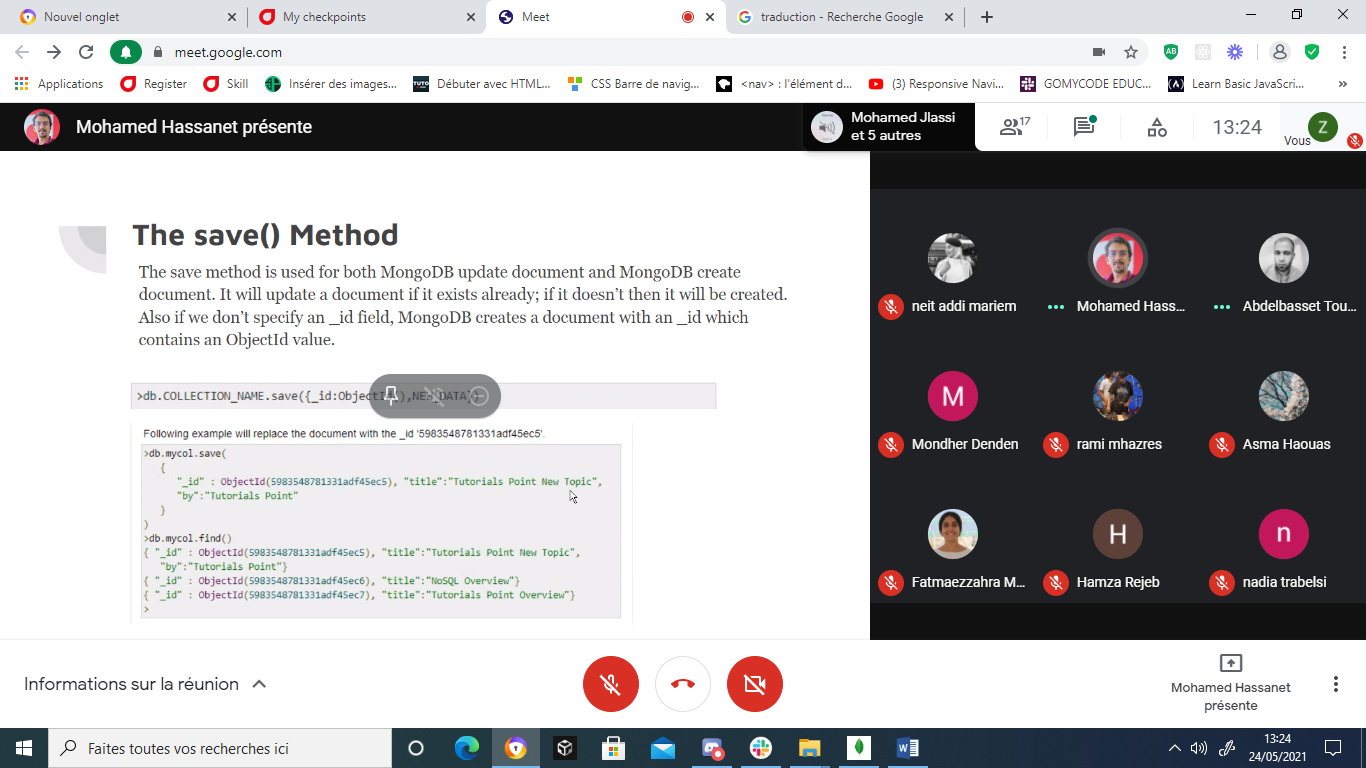 Nouvel onglet
My checkpoints
Meet
traduction - Recherche Google
meet.google.com
Applications
Register
Skill
Insérer des images...
Débuter avec HTML...
CSS Barre de navig...
<nav> : l'élément d...
(3) Responsive Navi...
GOMYCODE EDUC...
Learn Basic JavaScri...
»
Mohamed Hassanet présente
Mohamed Jlassi
et 5 autres
17
13:24
Vous
Z
The save() Method
The save method is used for both MongoDB update document and MongoDB create
document. It will update a document if it exists already; if it doesn't then it will be created.
Also if we don't specify an _id field, MongoDB creates a document with an _id which
contains an ObjectId value.
>db.COLLECTION_NAME.save({_id:Object
Following example will replace the document with the _id '5983548781331adf45ec5'.
>db.mycol.save(
{
"_id" : ObjectId(5983548781331adf45ec5), "title":"Tutorials Point New Topic",
"by":"Tutorials Point"
}
)
>db.mycol.find()
{ "_id" : ObjectId(5983548781331adf45ec5), "title":"Tutorials Point New Topic",
"by":"Tutorials Point"}
{ "_id" : ObjectId(5983548781331adf45ec6), "title":"NoSQL Overview"}
{ "_id" : ObjectId(5983548781331adf45ec7), "title":"Tutorials Point Overview"}
>
neit addi mariem
Mohamed Hass...
Abdelbasset Tou...
M
Mondher Denden
rami mhazres
Asma Haouas
Fatmaezzahra M...
H
Hamza Rejeb
n
nadia trabelsi
Informations sur la réunion
Mohamed Hassanet
présente
Faites toutes vos recherches ici
13:24
24/05/2021